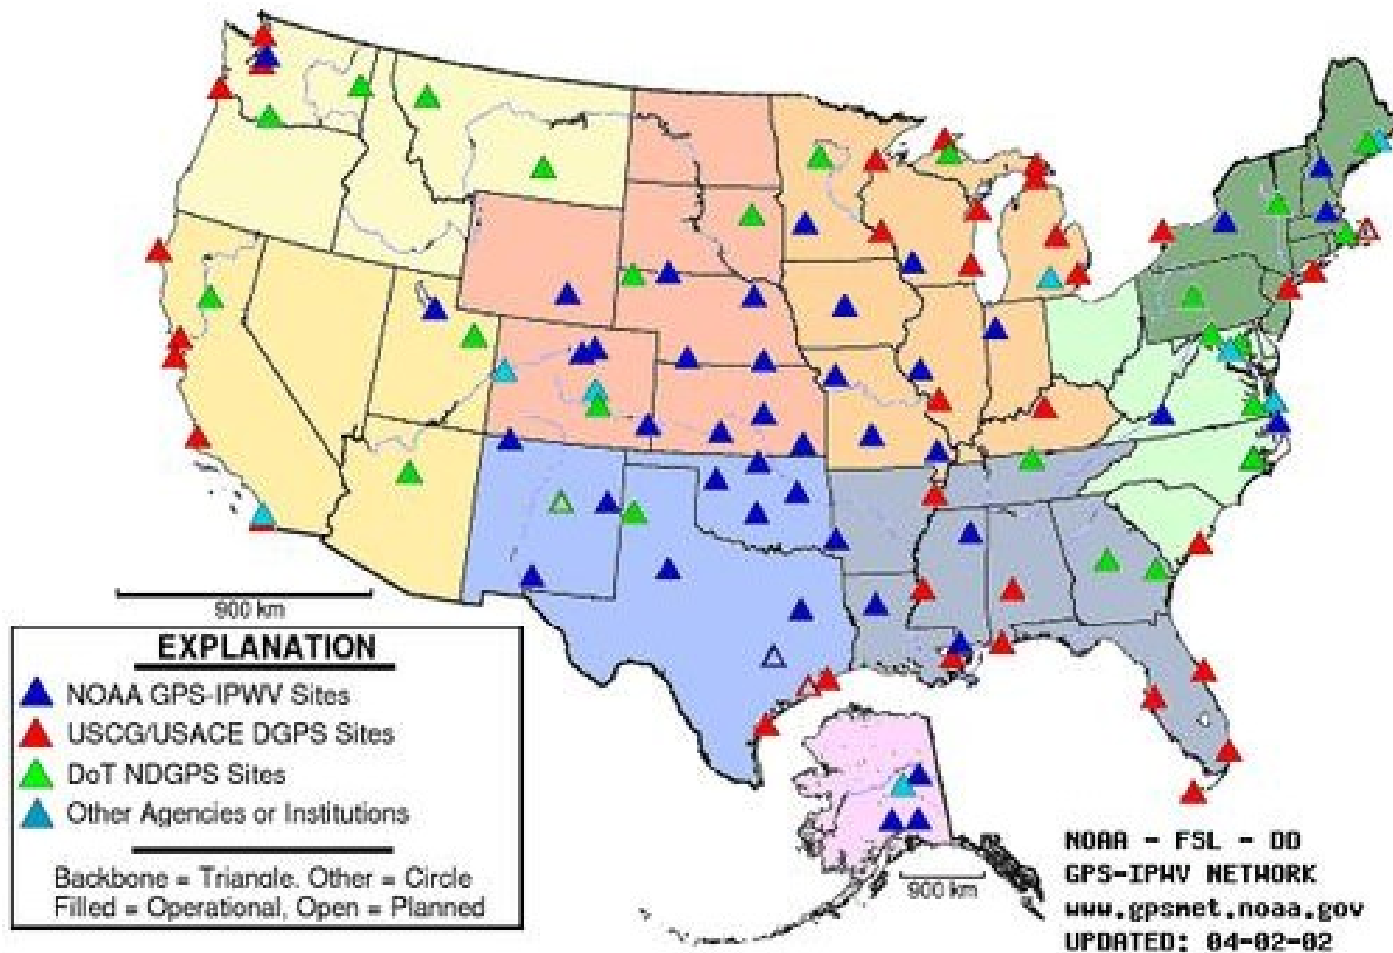 900 km
EXPLANATION
NOAA GPS-IPWV Sites
USCG/USACE DGPS Sites
DoT NDGPS Sites
Other Agencies or Institutions
Backbone = Triangle. Other = Circle
Filled = Operational, Open = Planned
900 km
NOAA - FSL - DD
GPS-IPWV NETWORK
www.gpsmet.noaa.gov
UPDATED: 04-02-02